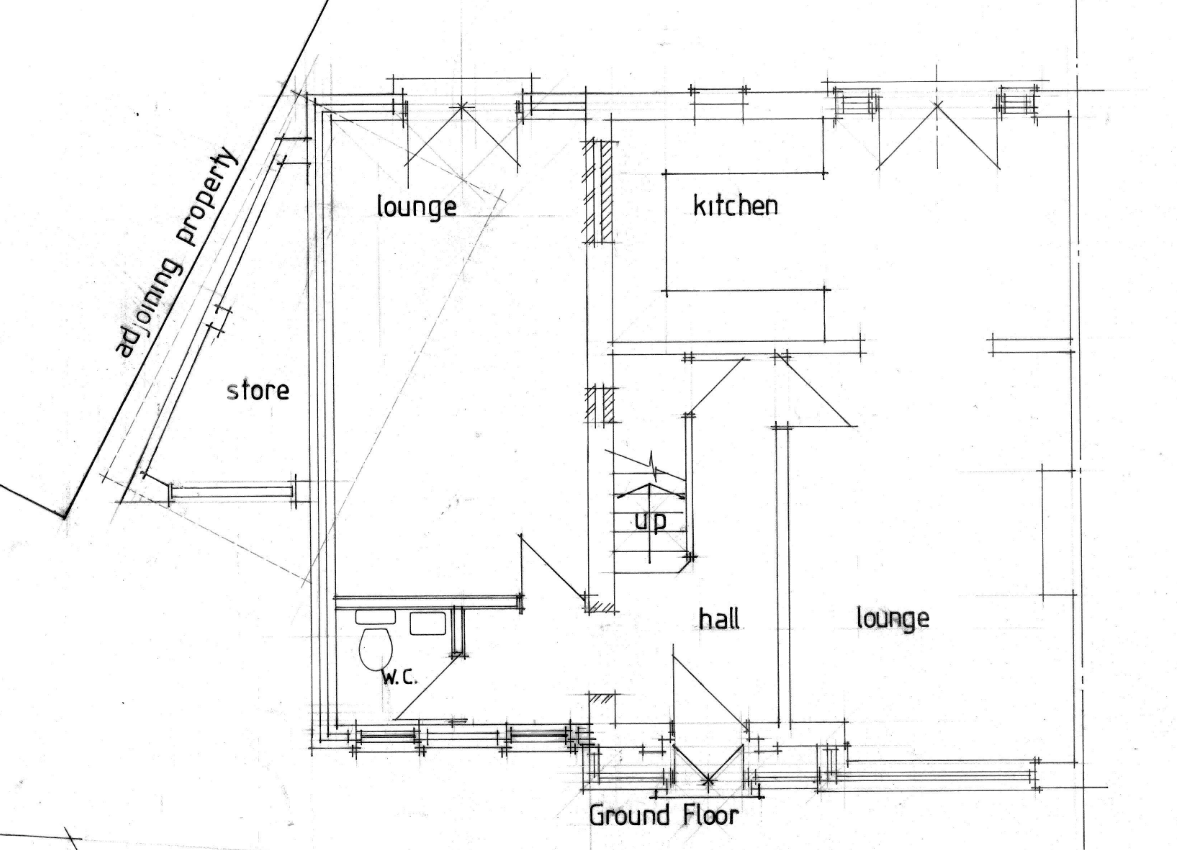 lounge
kitchen
adjoining property
store
up
hall
lounge
W.C.
Ground Floor